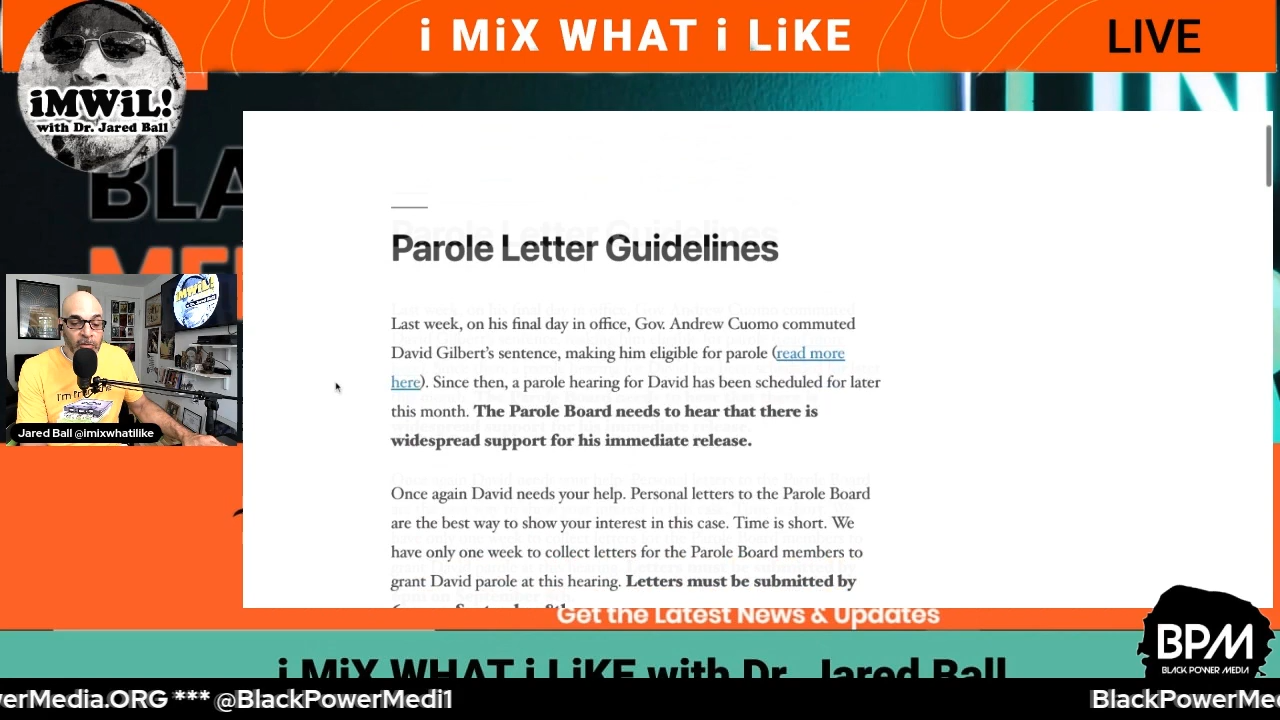 i MiX WHAT i LiKE
LIVE
iMWiL!
with Dr. Jared Ball
BLA
Parole Letter Guidelines
Last week, on his final day in office, Gov. Andrew Cuomo commuted
David Gilbert's sentence, making him eligible for parole (read more
here). Since then, a parole hearing for David has been scheduled for later
this month. The Parole Board needs to hear that there is
widespread support for his immediate release.
Once again David needs your help. Personal letters to the Parole Board
are the best way to show your interest in this case. Time is short. We
have only one week to collect letters for the Parole Board members to
grant David parole at this hearing. Letters must be submitted by
iMWiL!
i'm
Jared Ball @imixwhatilike
Get the Latest News & Updates
i MiX WHAT i LiKE with Dr. Jared Ball
BPM
BLACK POWER MEDIA
werMedia.ORG *** @BlackPowerMedi1
BlackPowerMed